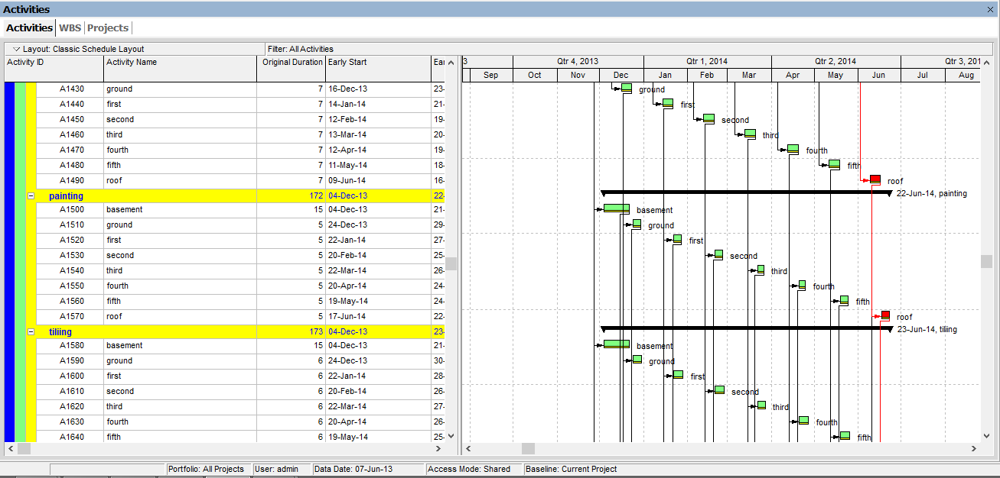 Activities
Activities WBS Projects
Layout: Classic Schedule Layout Filter: All Activities
Activity ID Activity Name Original Duration Early Start Ear 3 Qtr 4, 2013 Qtr 1, 2014 Qtr 2, 2014 Qtr 3, 201
Sep Oct Nov Dec Jan Feb Mar Apr May Jun Jul Aug
A1430 ground 7 16-Dec-13 23- ground
A1440 first 7 14-Jan-14 21- first
A1450 second 7 12-Feb-14 19- second
A1460 third 7 13-Mar-14 20- third
A1470 fourth 7 12-Apr-14 19- fourth
A1480 fifth 7 11-May-14 18- fifth
A1490 roof 7 09-Jun-14 16- roof
painting 172 04-Dec-13 22- 22-Jun-14, painting
A1500 basement 15 04-Dec-13 21- basement
A1510 ground 5 24-Dec-13 29- ground
A1520 first 5 22-Jan-14 27- first
A1530 second 5 20-Feb-14 25- second
A1540 third 5 22-Mar-14 26- third
A1550 fourth 5 20-Apr-14 24- fourth
A1560 fifth 5 19-May-14 24- fifth
A1570 roof 5 17-Jun-14 22- roof
tiliing 173 04-Dec-13 23- 23-Jun-14, tiliing
A1580 basement 15 04-Dec-13 21- basement
A1590 ground 6 24-Dec-13 30- ground
A1600 first 6 22-Jan-14 28- first
A1610 second 6 20-Feb-14 26- second
A1620 third 6 22-Mar-14 27- third
A1630 fourth 6 20-Apr-14 26- fourth
A1640 fifth 6 19-May-14 25- fifth
Portfolio: All Projects User: admin Data Date: 07-Jun-13 Access Mode: Shared Baseline: Current Project